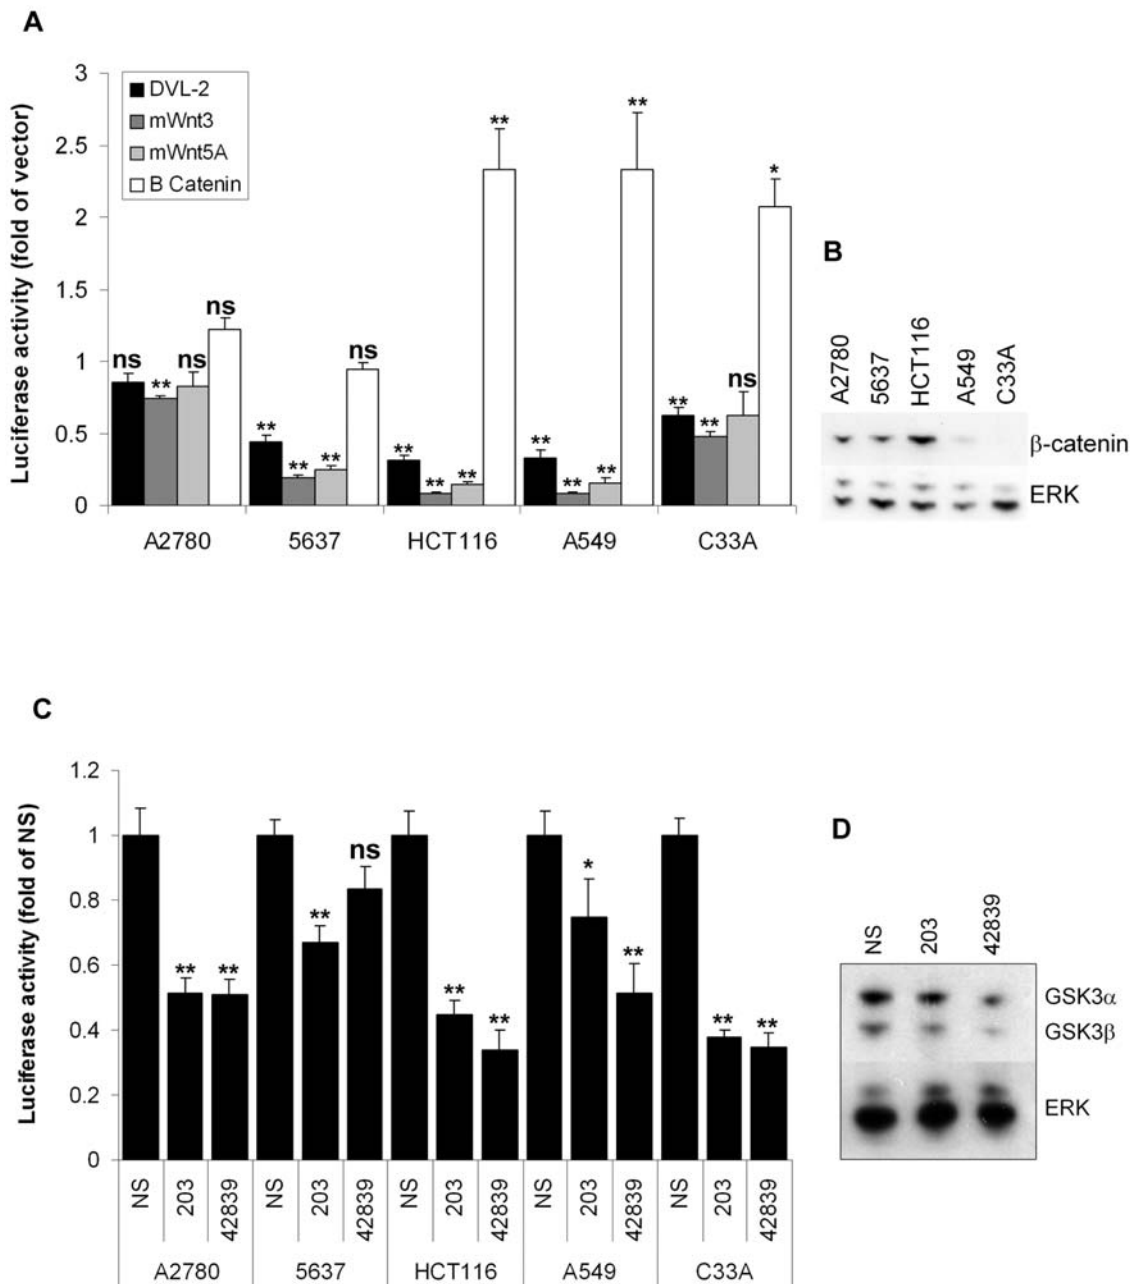 A
Luciferase activity (fold of vector)
3
2.5
2
1.5
1
0.5
0
DVL-2
mWnt3
mWnt5A
B Catenin
ns
**
ns
ns
**
**
**
ns
**
**
**
**
**
**
**
**
**
**
ns
*
A2780 5637 HCT116 A549 C33A
B
A2780 5637 HCT116 A549 C33A
β-catenin
ERK
C
Luciferase activity (fold of NS)
1.2
1
0.8
0.6
0.4
0.2
0
**
**
**
ns
**
**
*
**
**
**
NS 203 42839 NS 203 42839 NS 203 42839 NS 203 42839 NS 203 42839
A2780 5637 HCT116 A549 C33A
D
NS 203 42839
GSK3α
GSK3β
ERK